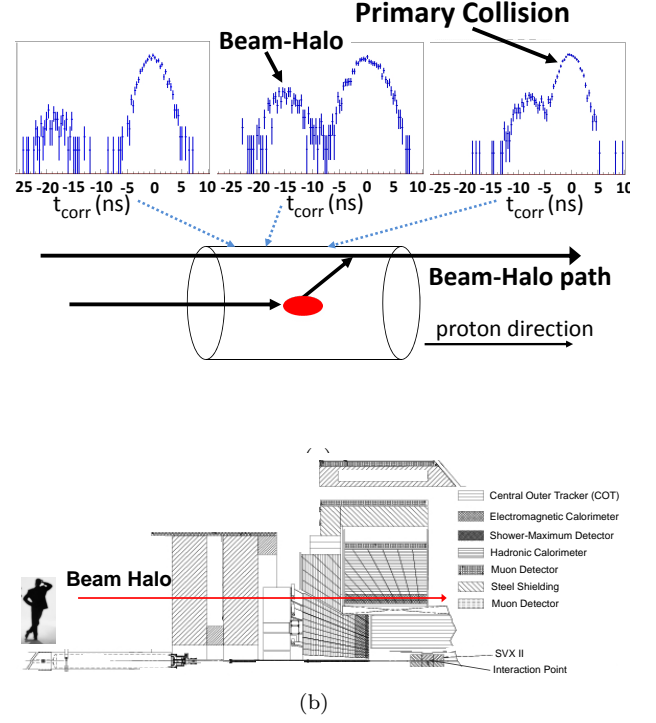 Primary Collision
Beam-Halo
25 -20 -15 -10 -5 0 5 10
-25 -20 -15 -10 -5 0 5 10
-25 -20 -15 -10 -5 0 5 10
tcorr (ns)
tcorr (ns)
tcorr (ns)
Beam-Halo path
proton direction
Central Outer Tracker (COT)
Electromagnetic Calorimeter
Shower-Maximum Detector
Hadronic Calorimeter
Muon Detector
Steel Shielding
Muon Detector
Beam Halo
SVX II
Interaction Point
(b)